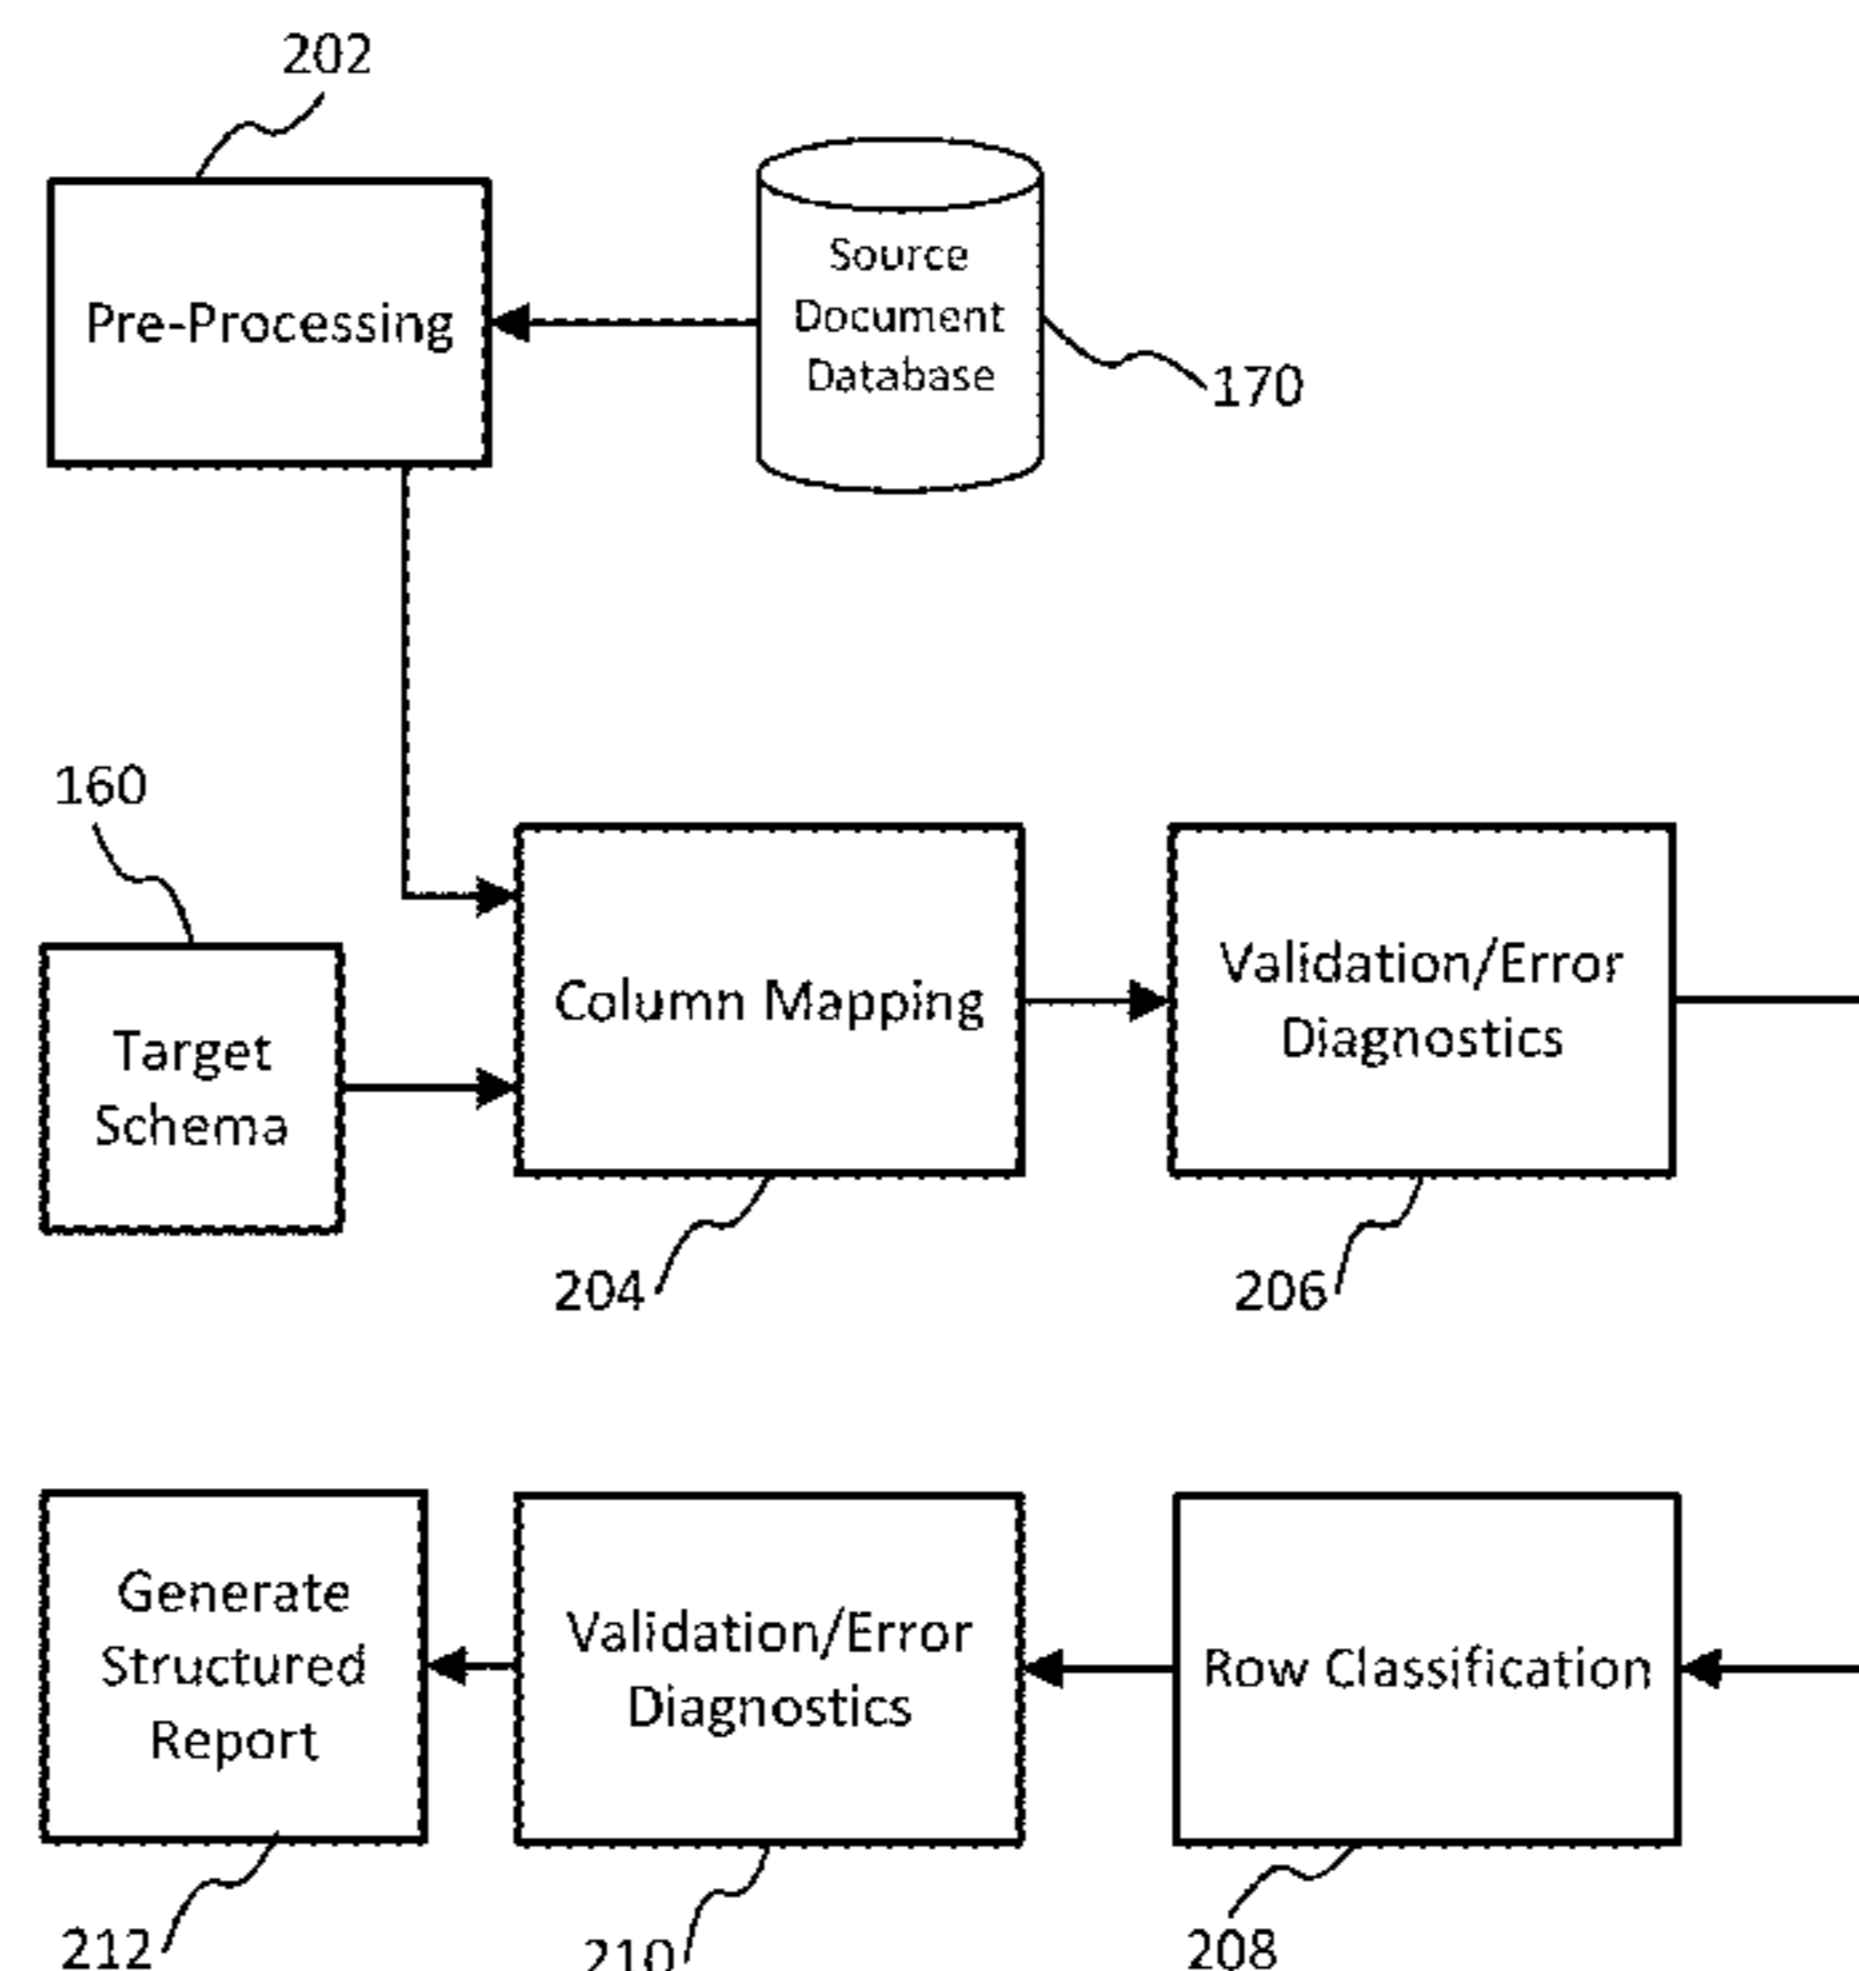 202
Pre-Processing
Source
Document
Database
170
160
Target
Schema
Column Mapping
Validation/Error
Diagnostics
204
206
Generate
Structured
Report
Validation/Error
Diagnostics
Row Classification
212
210
208